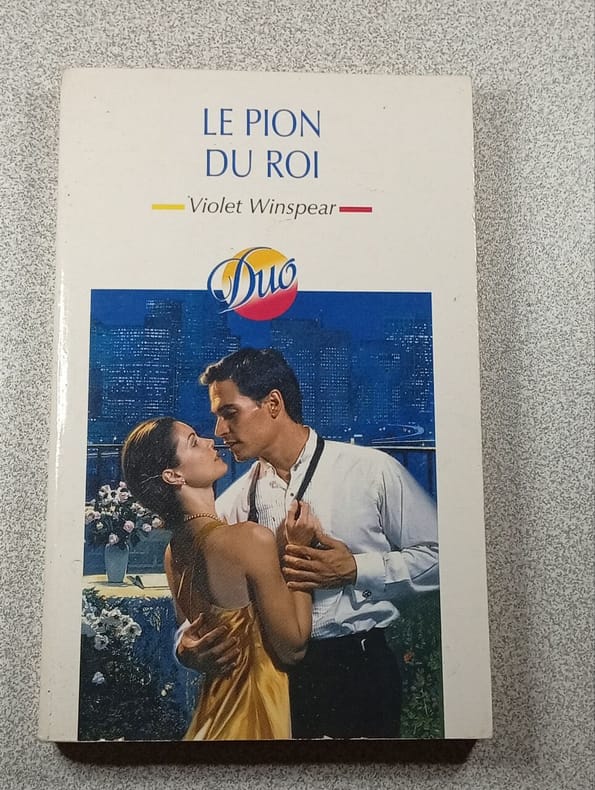 LE PION
DU ROI
Violet Winspear
Duo